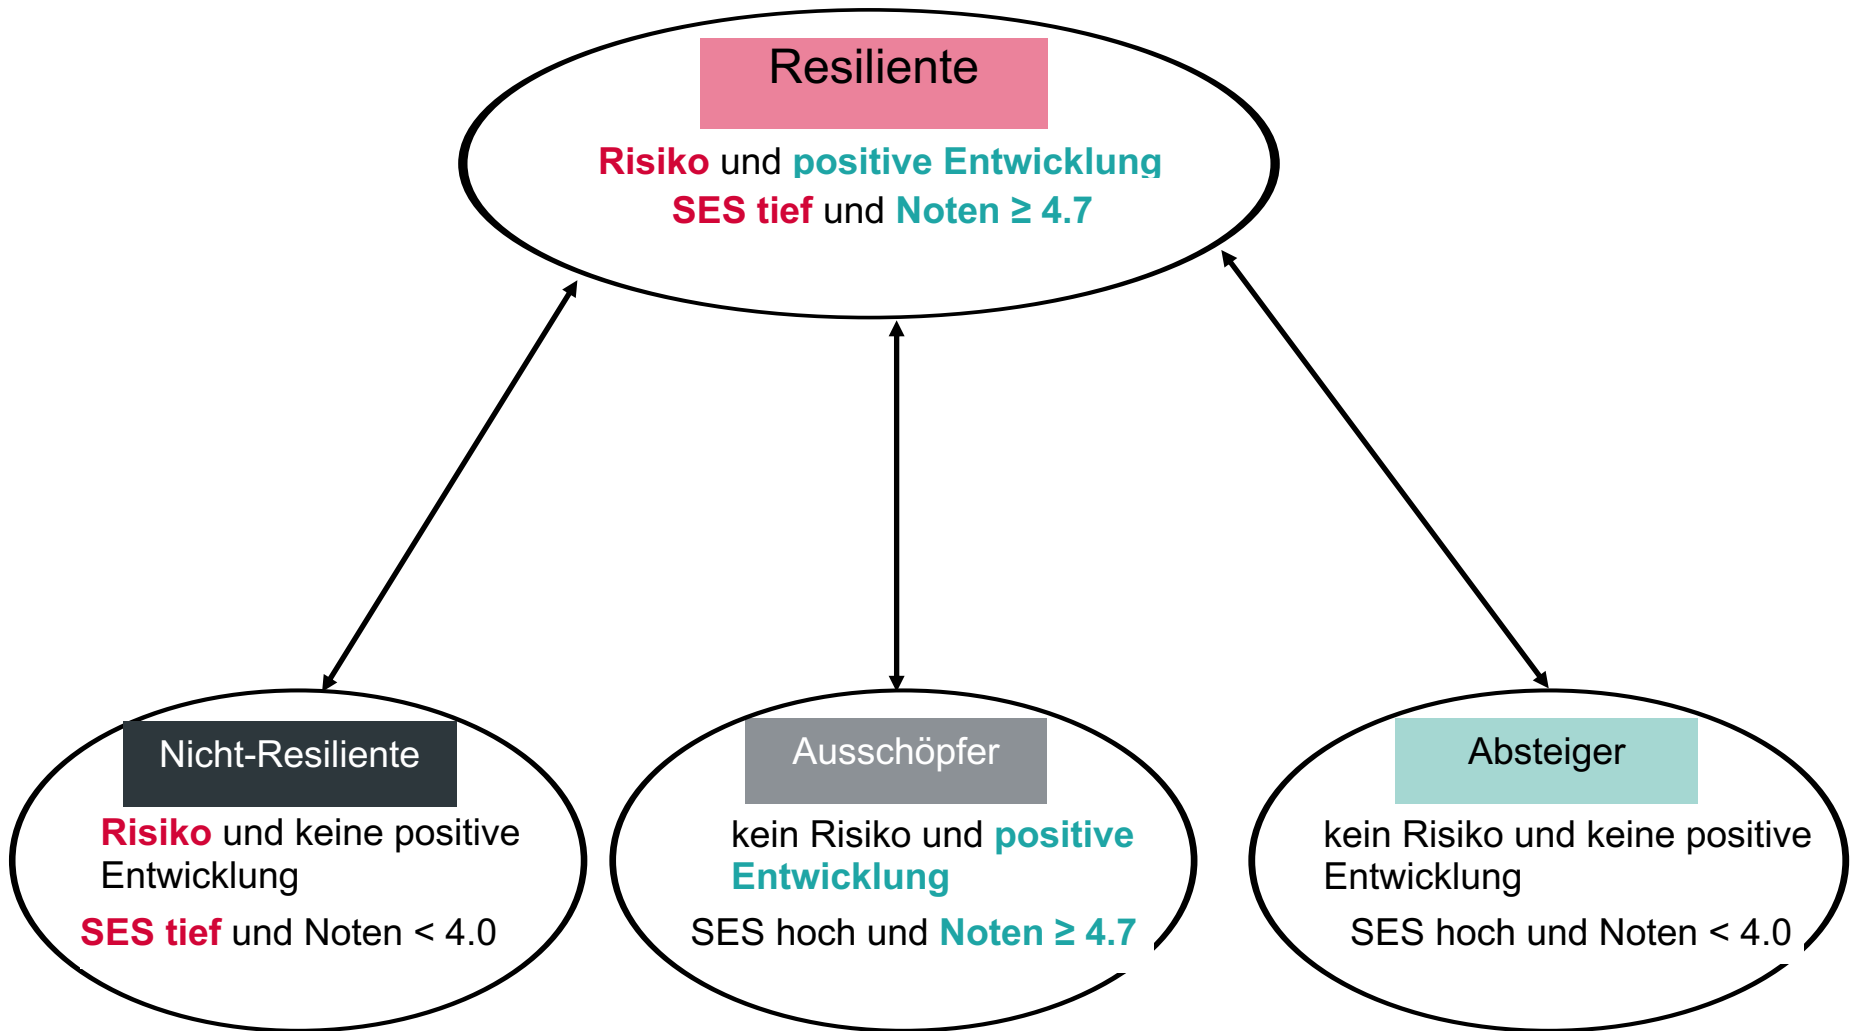 Resiliente
Risiko und positive Entwicklung
SES tief und Noten ≥ 4.7
Nicht-Resiliente
Risiko und keine positive
Entwicklung
SES tief und Noten < 4.0
Ausschöpfer
kein Risiko und positive
Entwicklung
SES hoch und Noten ≥ 4.7
Absteiger
kein Risiko und keine positive
Entwicklung
SES hoch und Noten < 4.0